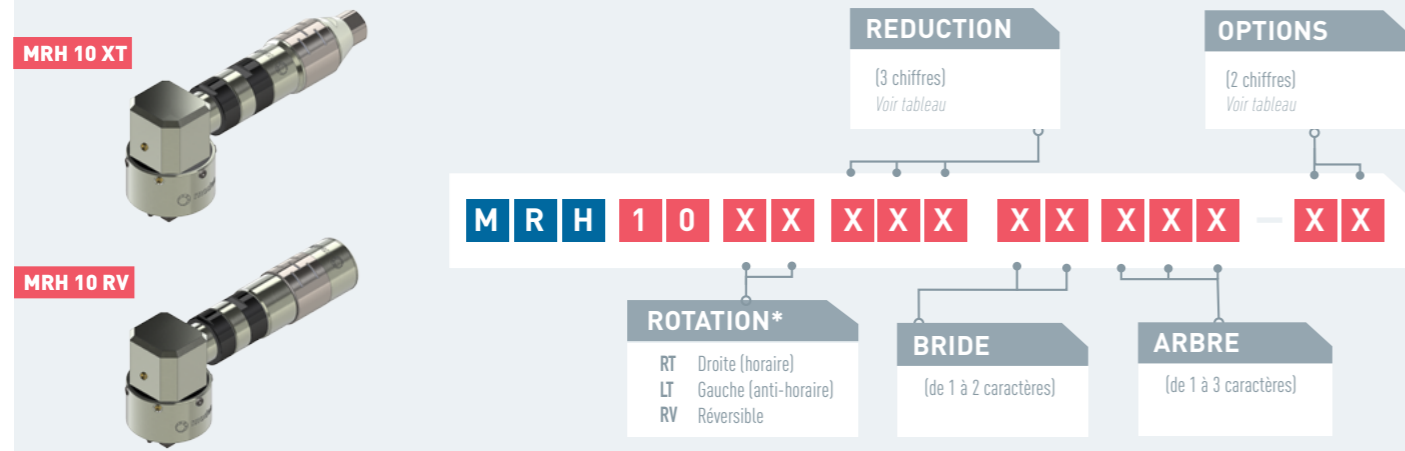 MRH 10 XT
MRH 10 RV
REDUCTION
(3 chiffres)
Voir tableau
OPTIONS
(2 chiffres)
Voir tableau
M R H 1 0 X X X X X X X X X X – X X
ROTATION*
RT Droite (horaire)
LT Gauche (anti-horaire)
RV Réversible
BRIDE
(de 1 à 2 caractères)
ARBRE
(de 1 à 3 caractères)